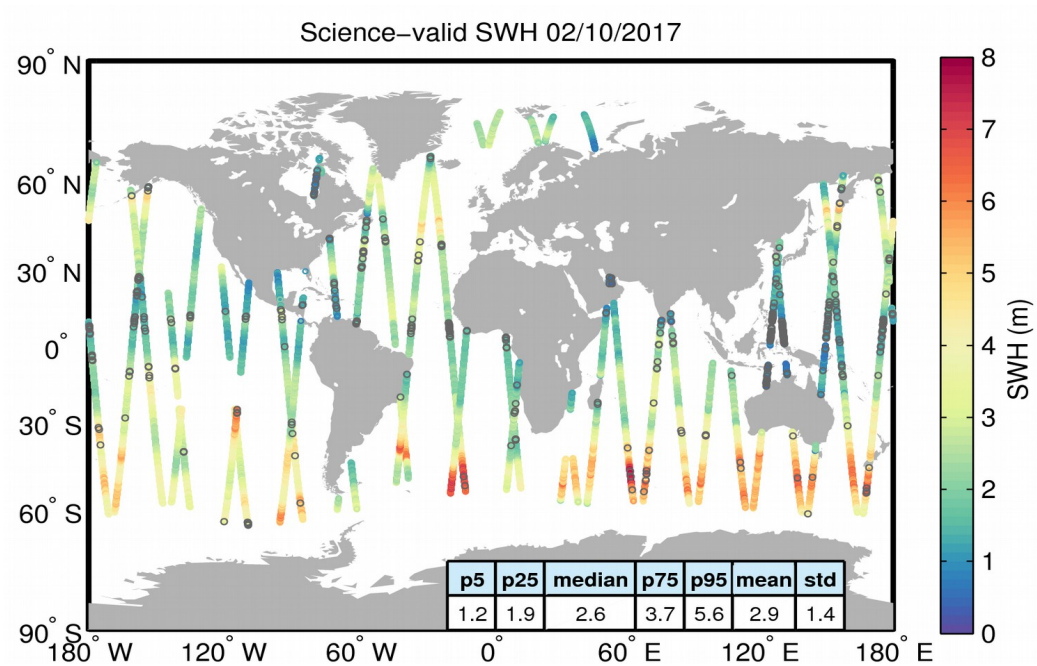 Science−valid SWH 02/10/2017
90° N
60° N
30° N
0°
30° S
60° S
90° S
180° W
120° W
60° W
0°
60° E
120° E
180° E
8
7
6
5
4
3
2
1
0
SWH (m)
p5 p25 median p75 p95 mean std
1.2 1.9 2.6 3.7 5.6 2.9 1.4